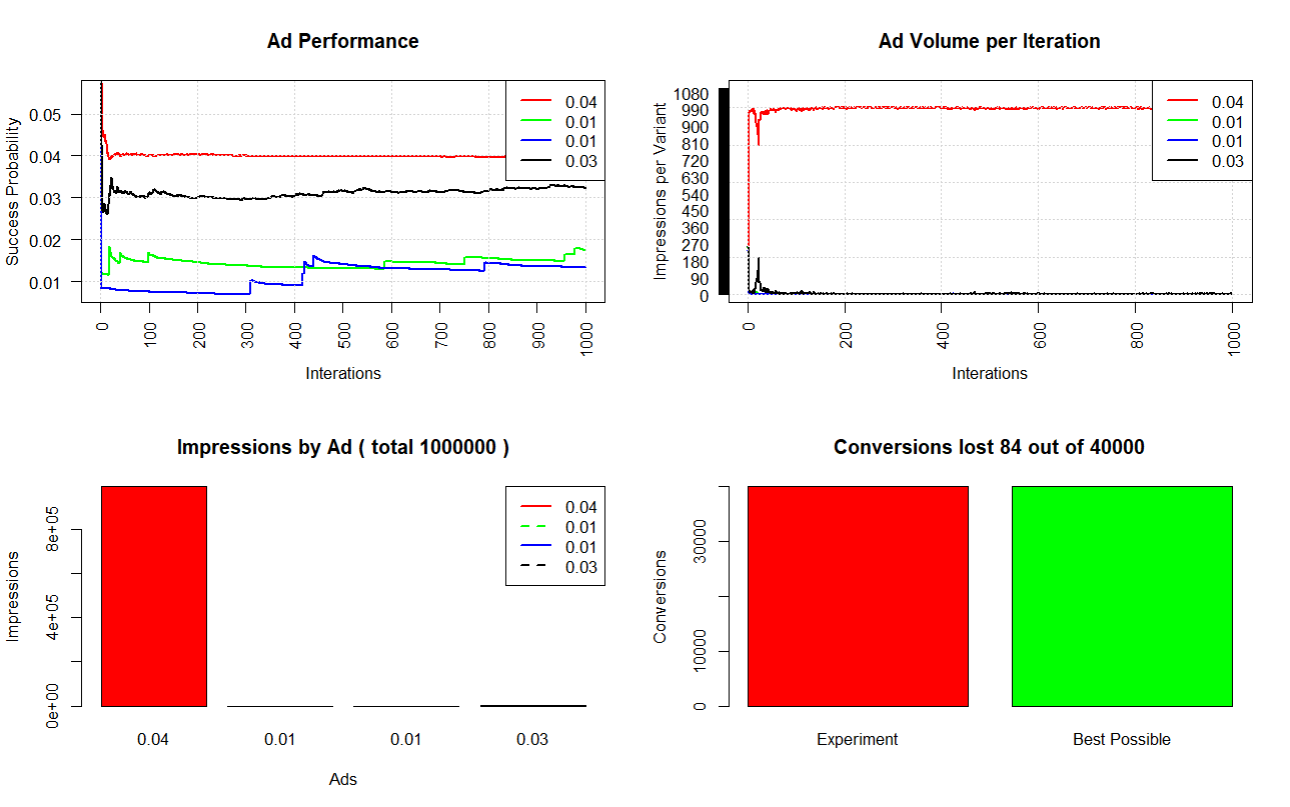 Ad Performance
Success Probability
0.05
0.04
0.03
0.02
0.01
0.04
0.01
0.01
0.03
0 100 200 300 400 500 600 700 800 900 1000
Interations
Ad Volume per Iteration
Impressions per Variant
1080
990
900
810
720
630
540
450
360
270
180
90
0
0.04
0.01
0.01
0.03
0 200 400 600 800 1000
Interations
Impressions by Ad ( total 1000000 )
Impressions
8e+05
4e+05
0e+00
0.04
0.01
0.01
0.03
0.04 0.01 0.01 0.03
Ads
Conversions lost 84 out of 40000
Conversions
30000
10000
0
Experiment Best Possible